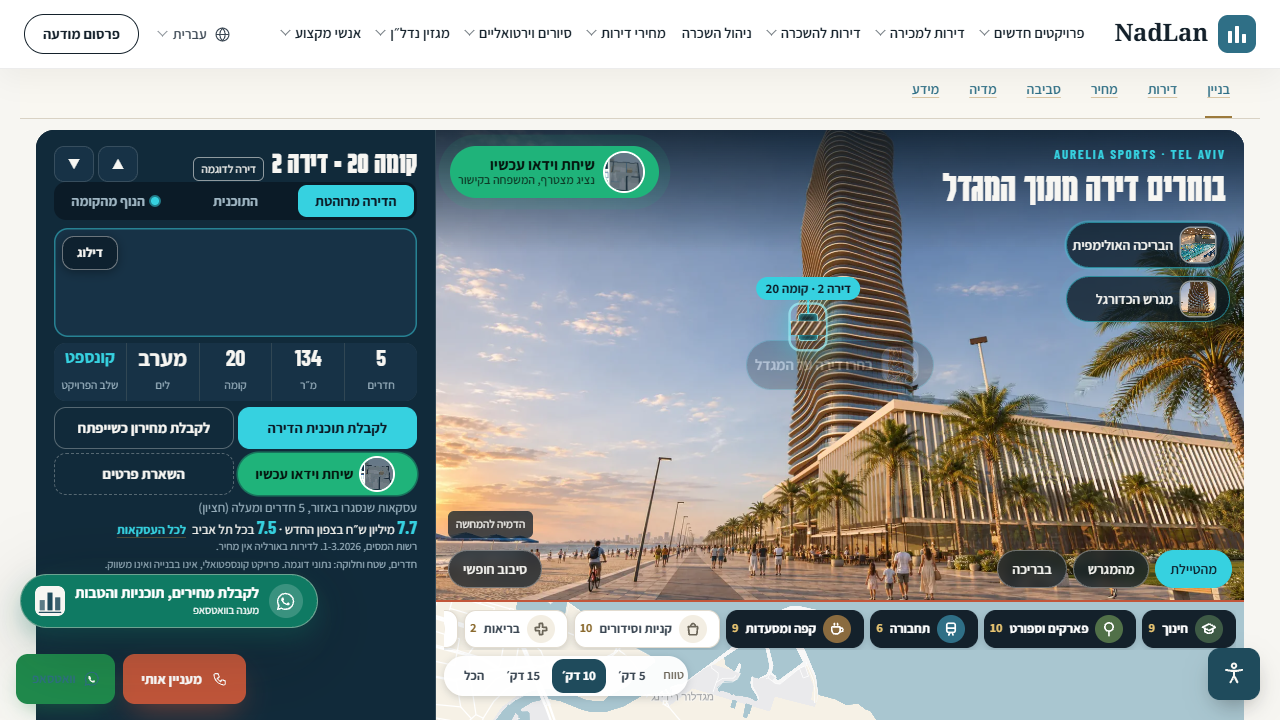 NadLan
פרויקטים חדשים
דירות למכירה
דירות להשכרה
ניהול השכרה
מחירי דירות
סיורים וירטואליים
מגזין נדל״ן
אנשי מקצוע
עברית
פרסום מודעה
בניין
דירות
מחיר
סביבה
מדיה
מידע
AURELIA SPORTS · TEL AVIV
בוחרים דירה מתוך המגדל
הבריכה האולימפית
מגרש הכדורגל
שיחת וידאו עכשיו
נציג מצטרף, המשפחה בקישור
דירה 2 · קומה 20
בחרו דירה על המגדל
הדמיה להמחשה
סיבוב חופשי
מהטיילת
מהמגרש
בבריכה
קומה 20 - דירה 2
דירה לדוגמה
▲
▼
הדירה מרוהטת
התוכנית
הנוף מהקומה
דילוג
5
חדרים
134
מ״ר
20
קומה
מערב
לים
קונספט
שלב הפרויקט
לקבלת תוכנית הדירה
לקבלת מחירון כשייפתח
שיחת וידאו עכשיו
השארת פרטים
עסקאות שנסגרו באזור, 5 חדרים ומעלה (חציון)
7.7 מיליון ש״ח בצפון החדש · 7.5 בכל תל אביב לכל העסקאות
רשות המסים, 1-3.2026. לדירות באורליה אין מחיר.
חדרים, שטח וחלוקה: נתוני דוגמה. פרויקט קונספטואלי, אינו בבנייה ואינו משווק.
לקבלת מחירים, תוכניות והטבות
מענה בוואטסאפ
מעניין אותי
חינוך 9
פארקים וספורט 10
תחבורה 6
קפה ומסעדות 9
קניות וסידורים 10
בריאות 2
טווח
5 דק׳
10 דק׳
15 דק׳
הכל